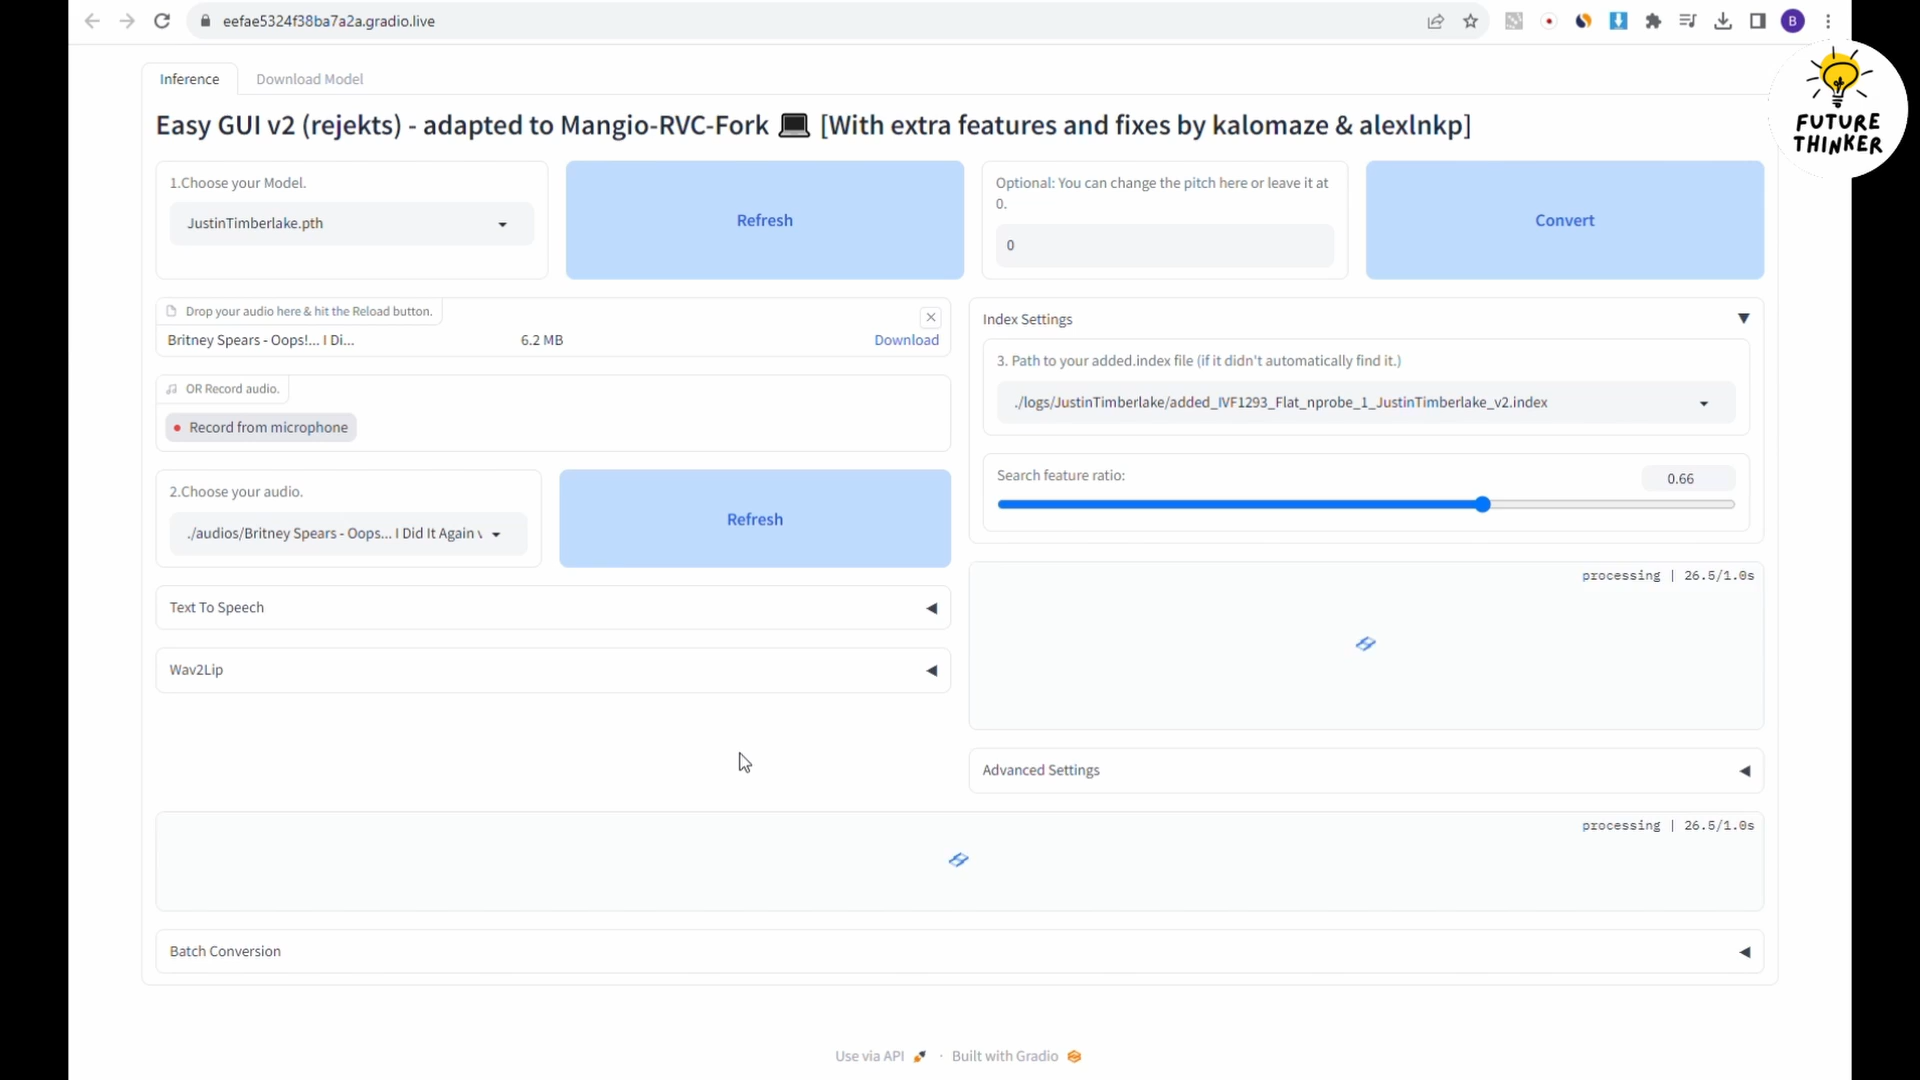 eefae5324f38ba7a2a.gradio.live
B
FUTURE
THINKER
Inference
Download Model
Easy GUI v2 (rejekts) - adapted to Mangio-RVC-Fork 💻 [With extra features and fixes by kalomaze & alexlnkp]
1.Choose your Model.
JustinTimberlake.pth
Refresh
Optional: You can change the pitch here or leave it at
0.
0
Convert
Drop your audio here & hit the Reload button.
Britney Spears - Oops!... I Di...
6.2 MB
Download
OR Record audio.
Record from microphone
2.Choose your audio.
./audios/Britney Spears - Oops... I Did It Again
Refresh
Text To Speech
Wav2Lip
Index Settings
3. Path to your added.index file (if it didn't automatically find it.)
./logs/JustinTimberlake/added_IVF1293_Flat_nprobe_1_JustinTimberlake_v2.index
Search feature ratio:
0.66
processing | 26.5/1.0s
Advanced Settings
processing | 26.5/1.0s
Batch Conversion
Use via API 🚀 · Built with Gradio